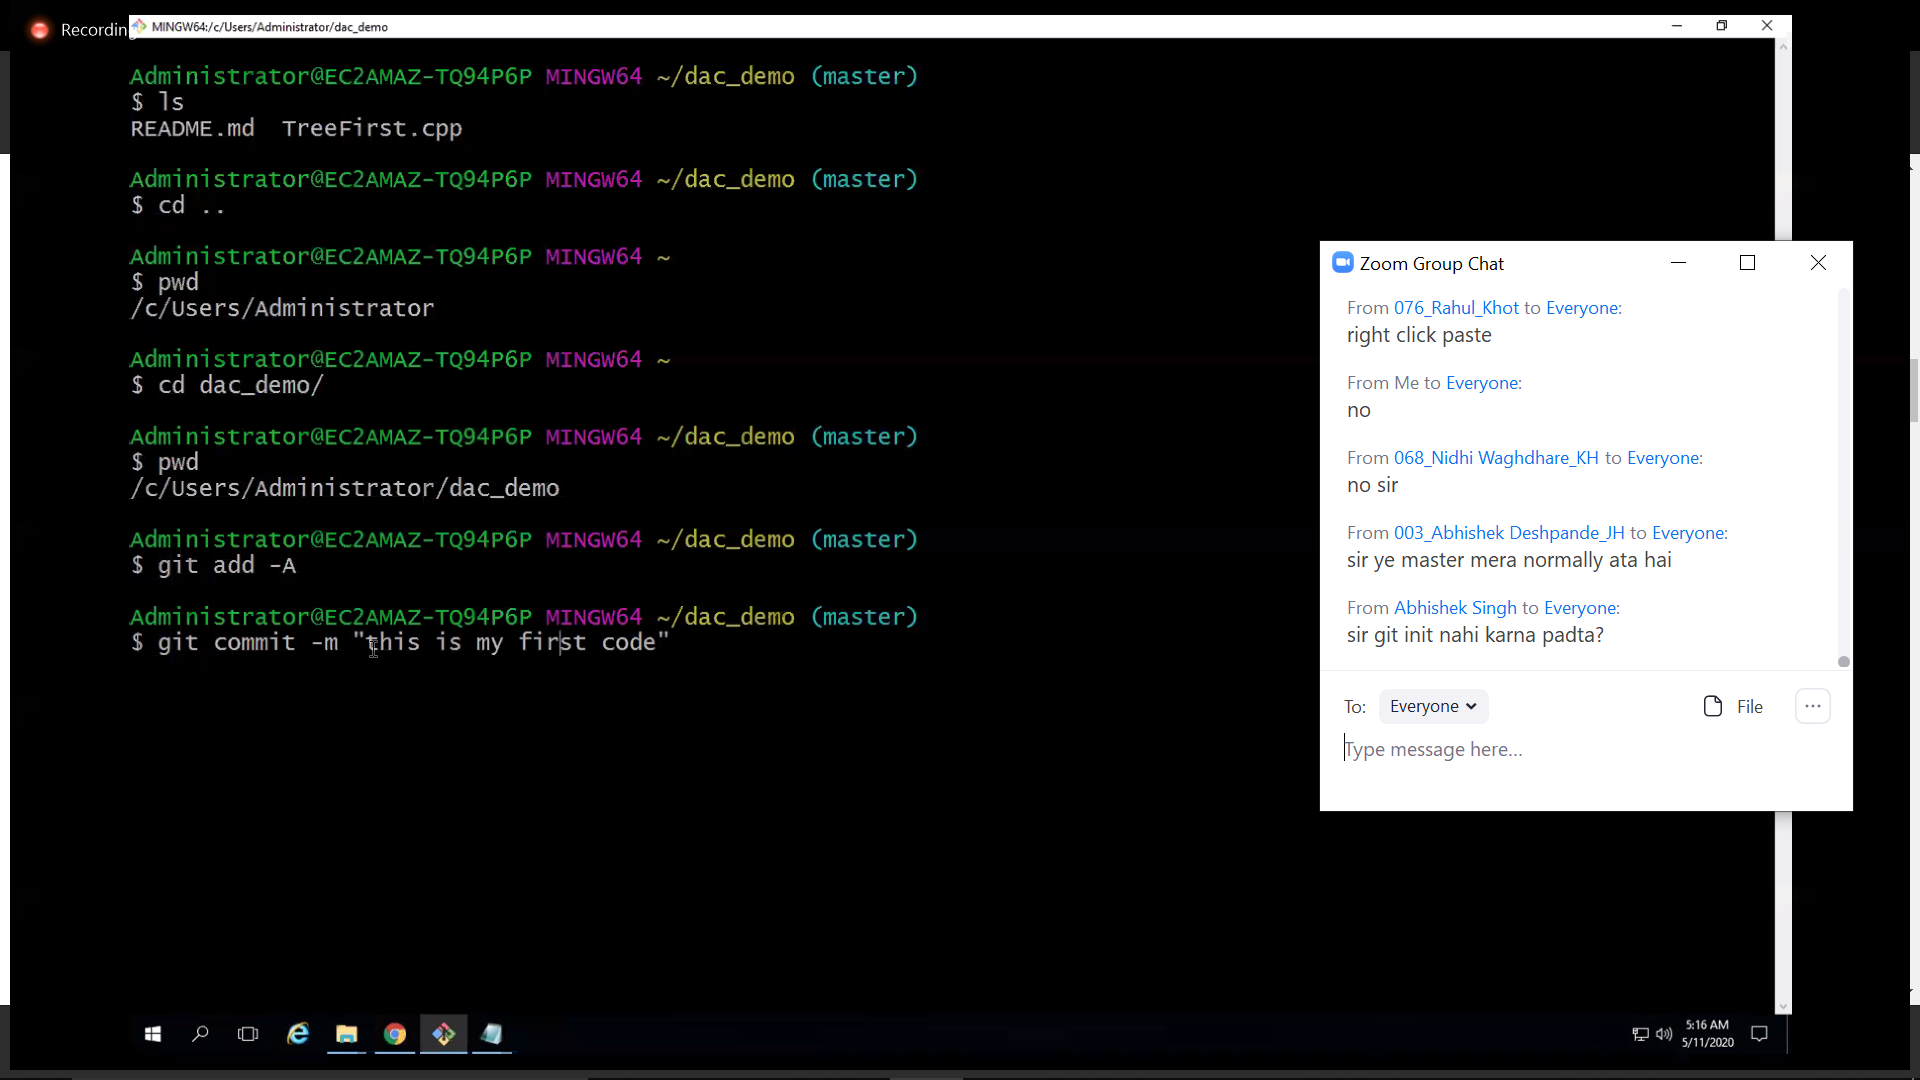 Recording
MINGW64:/c/Users/Administrator/dac_demo
Administrator@EC2AMAZ-TQ94P6P MINGW64 ~/dac_demo (master)
$ ls
README.md  TreeFirst.cpp
Administrator@EC2AMAZ-TQ94P6P MINGW64 ~/dac_demo (master)
$ cd ..
Administrator@EC2AMAZ-TQ94P6P MINGW64 ~
$ pwd
/c/Users/Administrator
Administrator@EC2AMAZ-TQ94P6P MINGW64 ~
$ cd dac_demo/
Administrator@EC2AMAZ-TQ94P6P MINGW64 ~/dac_demo (master)
$ pwd
/c/Users/Administrator/dac_demo
Administrator@EC2AMAZ-TQ94P6P MINGW64 ~/dac_demo (master)
$ git add -A
Administrator@EC2AMAZ-TQ94P6P MINGW64 ~/dac_demo (master)
$ git commit -m "this is my first code"
Zoom Group Chat
From 076_Rahul_Khot to Everyone:
right click paste
From Me to Everyone:
no
From 068_Nidhi Waghdhare_KH to Everyone:
no sir
From 003_Abhishek Deshpande_JH to Everyone:
sir ye master mera normally ata hai
From Abhishek Singh to Everyone:
sir git init nahi karna padta?
To: Everyone File
Type message here...
5:16 AM
5/11/2020